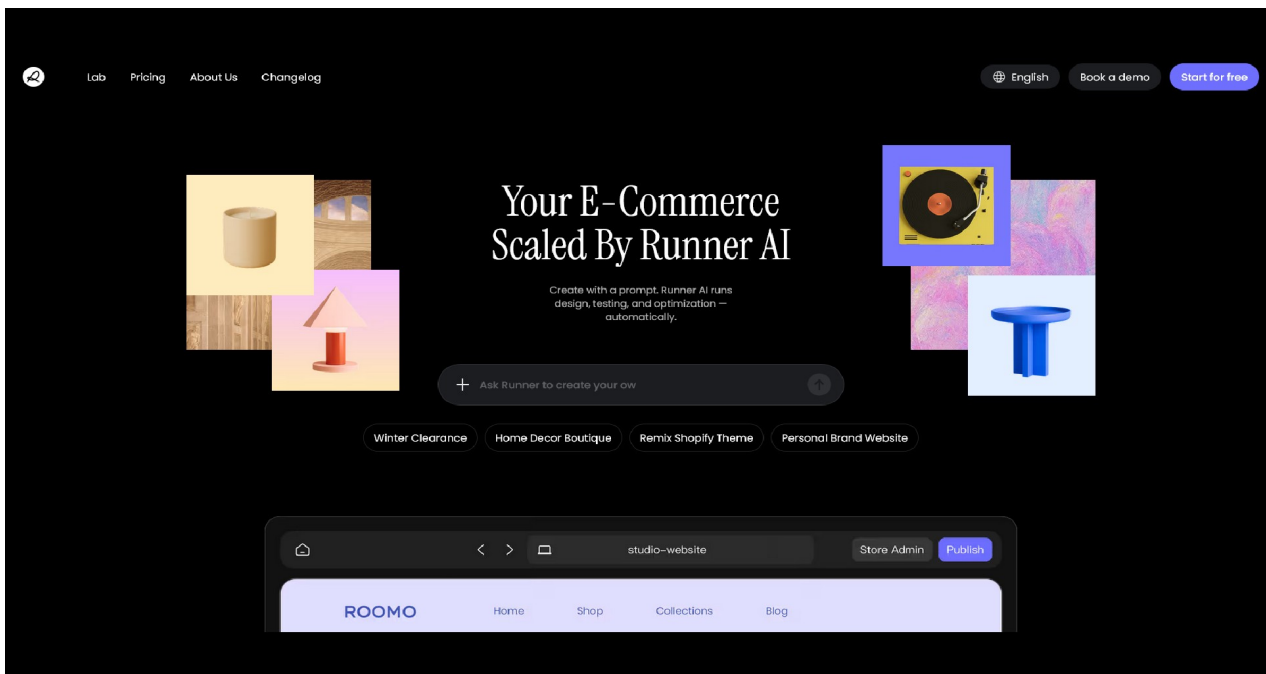 Lab Pricing About Us Changelog
English Book a demo Start for free
Your E-Commerce
Scaled By Runner AI
Create with a prompt. Runner AI runs
design, testing, and optimization —
automatically.
Ask Runner to create your ow
Winter Clearance Home Decor Boutique Remix Shopify Theme Personal Brand Website
studio-website Store Admin Publish
ROOMO Home Shop Collections Blog